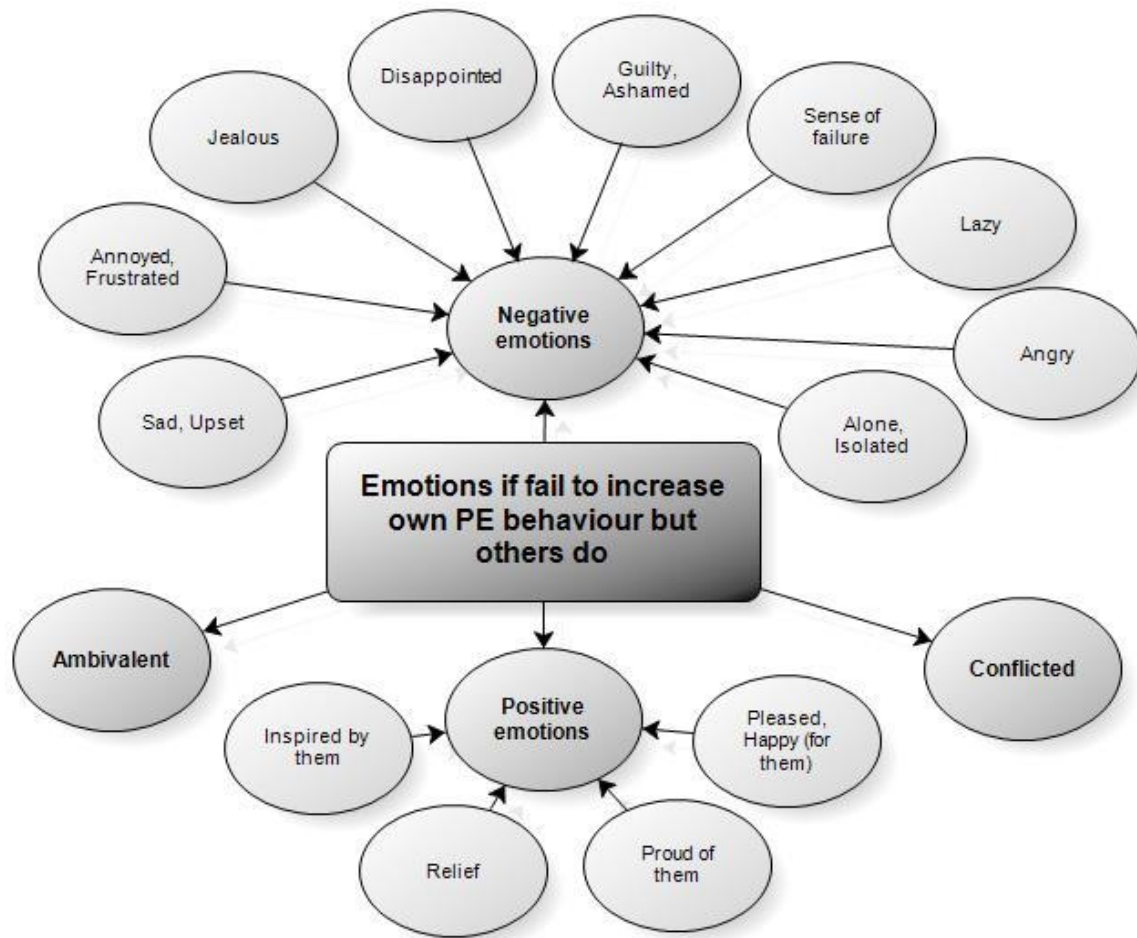 Disappointed
Guilty,
Ashamed
Jealous
Sense of
failure
Lazy
Annoyed,
Frustrated
Negative
emotions
Angry
Sad, Upset
Alone,
Isolated
Emotions if fail to increase
own PE behaviour but
others do
Ambivalent
Conflicted
Positive
emotions
Inspired by
them
Pleased,
Happy (for
them)
Relief
Proud of
them